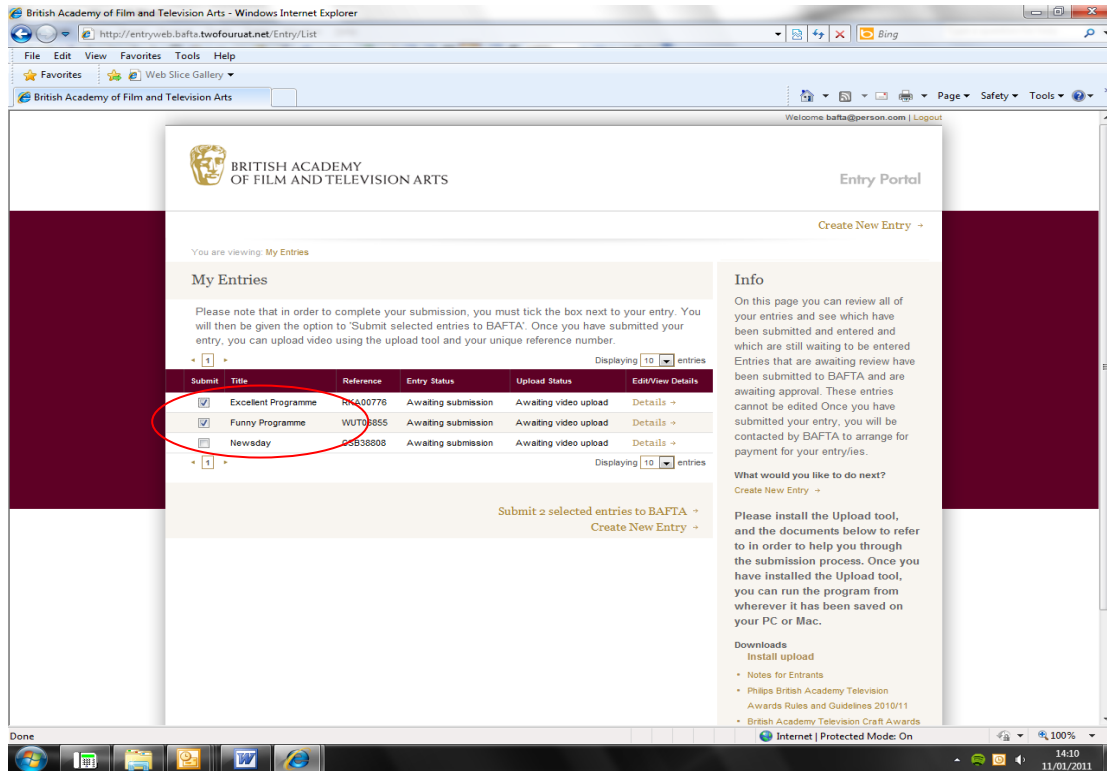 British Academy of Film and Television Arts - Windows Internet Explorer
http://entryweb.bafta.twofouruat.net/Entry/List
Bing
File Edit View Favorites Tools Help
Favorites Web Slice Gallery
British Academy of Film and Television Arts
Page Safety Tools
Welcome bafta@person.com | Logout
BRITISH ACADEMY
OF FILM AND TELEVISION ARTS
Entry Portal
Create New Entry →
You are viewing: My Entries
My Entries
Please note that in order to complete your submission, you must tick the box next to your entry. You
will then be given the option to 'Submit selected entries to BAFTA'. Once you have submitted your
entry, you can upload video using the upload tool and your unique reference number.
1 Displaying 10 entries
Submit Title Reference Entry Status Upload Status Edit/View Details
Excellent Programme RKA00776 Awaiting submission Awaiting video upload Details →
Funny Programme Awaiting submission Awaiting video upload Details →
Newsday Awaiting submission Awaiting video upload Details →
1 Displaying 10 entries
Submit 2 selected entries to BAFTA →
Create New Entry →
Info
On this page you can review all of
your entries and see which have
been submitted and entered and
which are still waiting to be entered
Entries that are awaiting review have
been submitted to BAFTA and are
awaiting approval. These entries
cannot be edited Once you have
submitted your entry, you will be
contacted by BAFTA to arrange for
payment for your entry/ies.
What would you like to do next?
Create New Entry →
Please install the Upload tool,
and the documents below to refer
to in order to help you through
the submission process. Once you
have installed the Upload tool,
you can run the program from
wherever it has been saved on
your PC or Mac.
Downloads
Install upload
• Notes for Entrants
• Philips British Academy Television
Awards Rules and Guidelines 2010/11
• British Academy Television Craft Awards
Done
Internet | Protected Mode: On
100%
14:10
11/01/2011